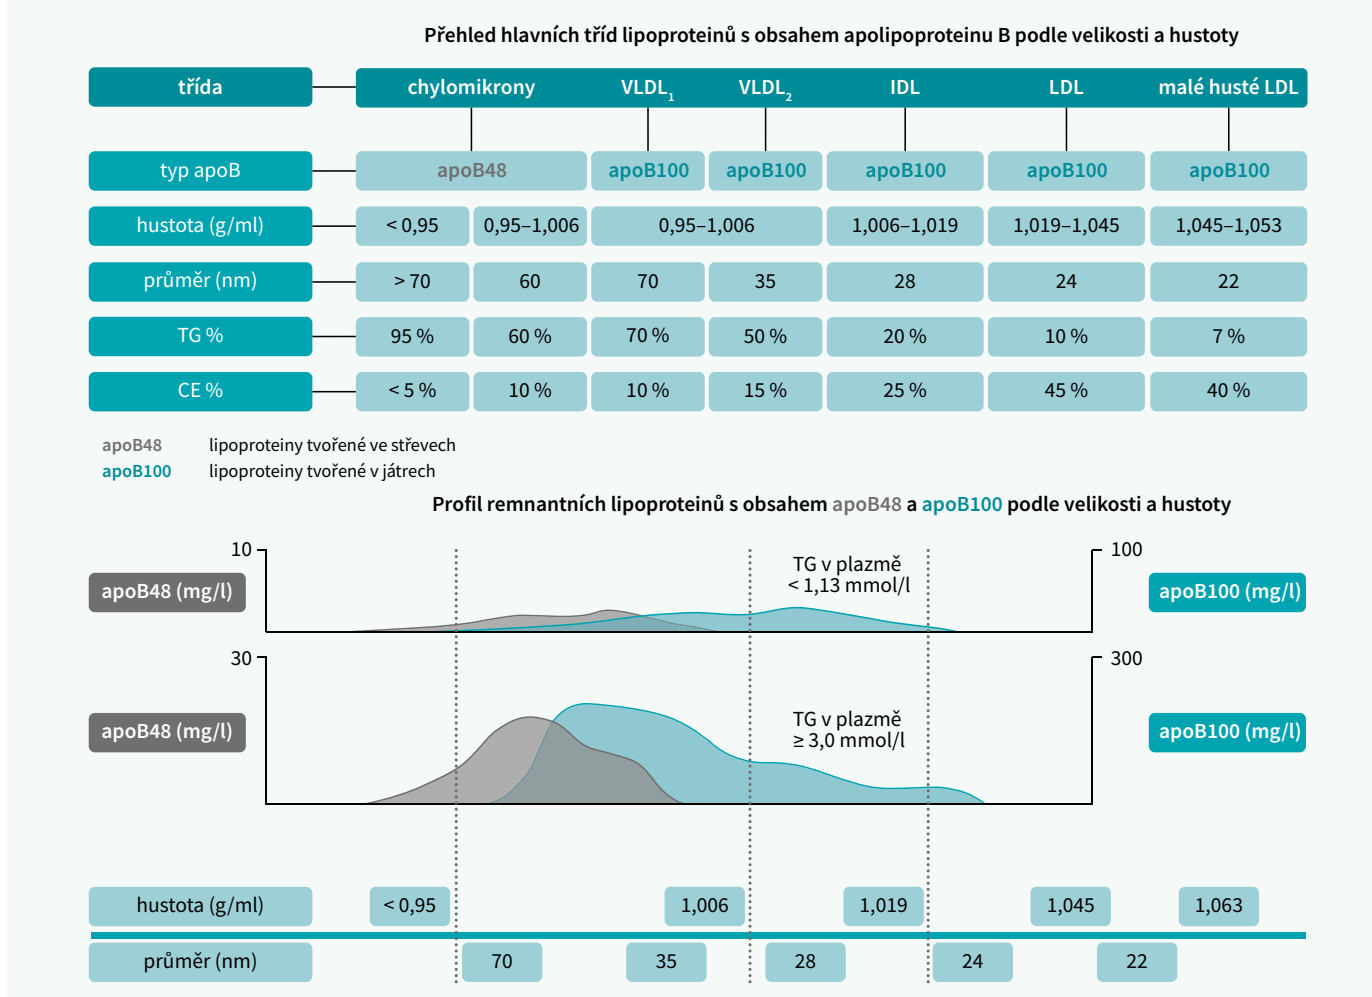 Přehled hlavních tříd lipoproteinů s obsahem apolipoproteinu B podle velikosti a hustoty
třída chylomikrony VLDL1 VLDL2 IDL LDL malé husté LDL
typ apoB apoB48 apoB100 apoB100 apoB100 apoB100 apoB100
hustota (g/ml) < 0,95 0,95–1,006 0,95–1,006 1,006–1,019 1,019–1,045 1,045–1,053
průměr (nm) > 70 60 70 35 28 24 22
TG % 95 % 60 % 70 % 50 % 20 % 10 % 7 %
CE % < 5 % 10 % 10 % 15 % 25 % 45 % 40 %
apoB48 lipoproteiny tvořené ve střevech
apoB100 lipoproteiny tvořené v játrech
Profil remnantních lipoproteinů s obsahem apoB48 a apoB100 podle velikosti a hustoty
10 100
TG v plazmě
< 1,13 mmol/l
apoB48 (mg/l) apoB100 (mg/l)
30 300
TG v plazmě
≥ 3,0 mmol/l
apoB48 (mg/l) apoB100 (mg/l)
hustota (g/ml) < 0,95 1,006 1,019 1,045 1,063
průměr (nm) 70 35 28 24 22